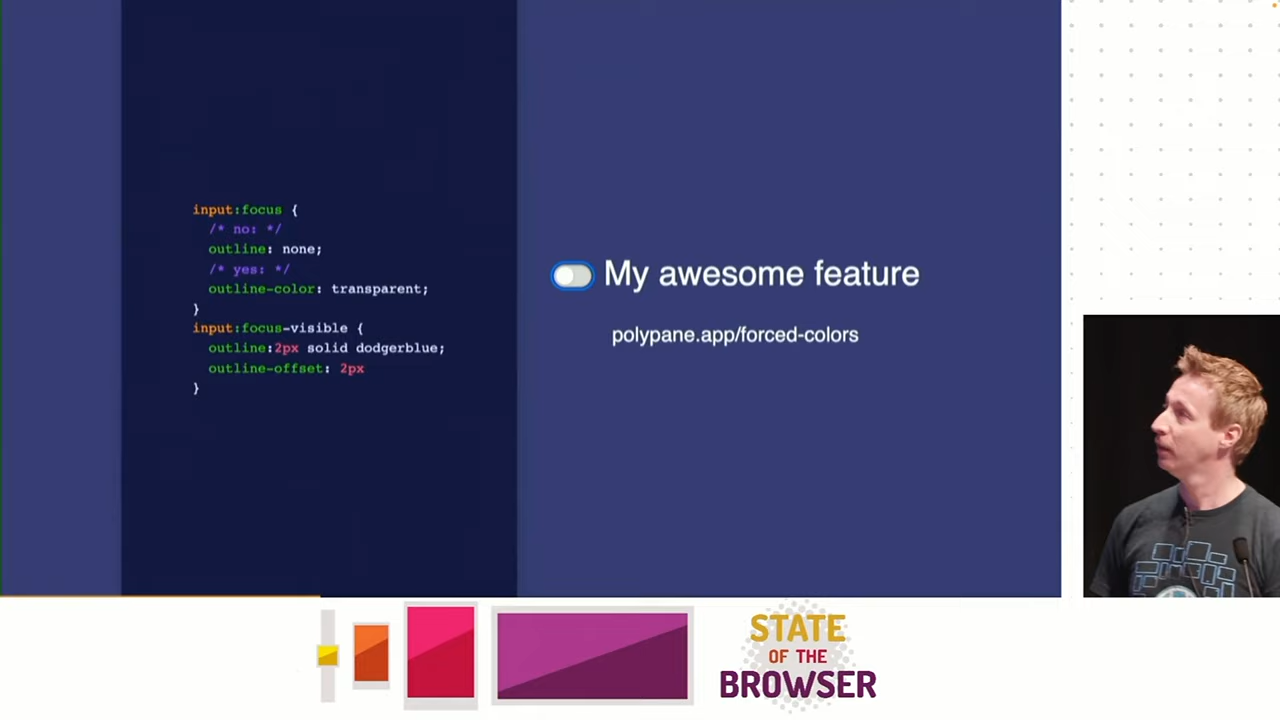 input:focus {
/* no: */
outline: none;
/* yes: */
outline-color: transparent;
}
input:focus-visible {
outline:2px solid dodgerblue;
outline-offset: 2px
}
My awesome feature
polypane.app/forced-colors
STATE
OF THE
BROWSER